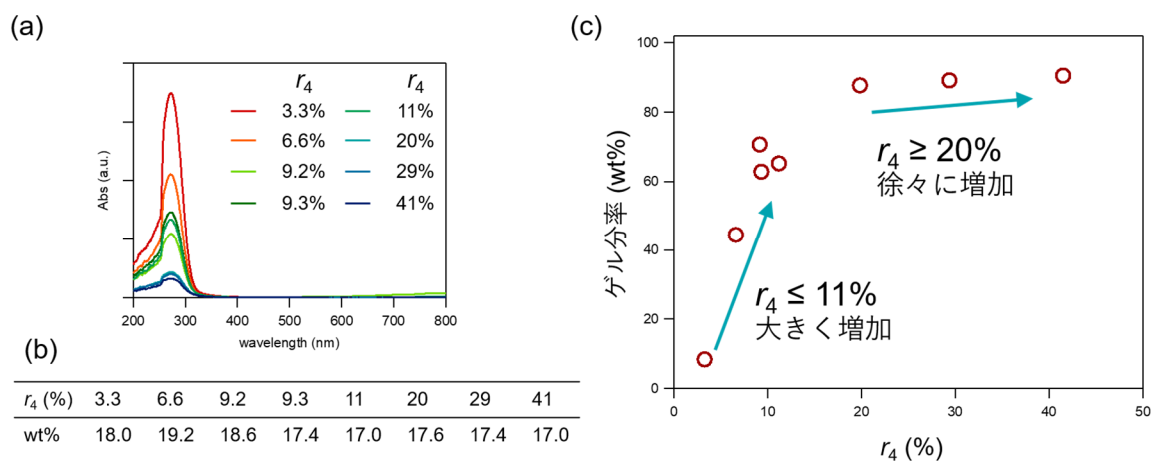 (a)
r4 r4
3.3% 11%
6.6% 20%
9.2% 29%
9.3% 41%
Abs (a.u.)
200 300 400 500 600 700 800
wavelength (nm)
(b)
r4 (%) 3.3 6.6 9.2 9.3 11 20 29 41
wt% 18.0 19.2 18.6 17.4 17.0 17.6 17.4 17.0
(c)
ゲル分率 (wt%)
100
80
60
40
20
0
r4 ≥ 20%
徐々に増加
r4 ≤ 11%
大きく増加
0 10 20 30 40 50
r4 (%)